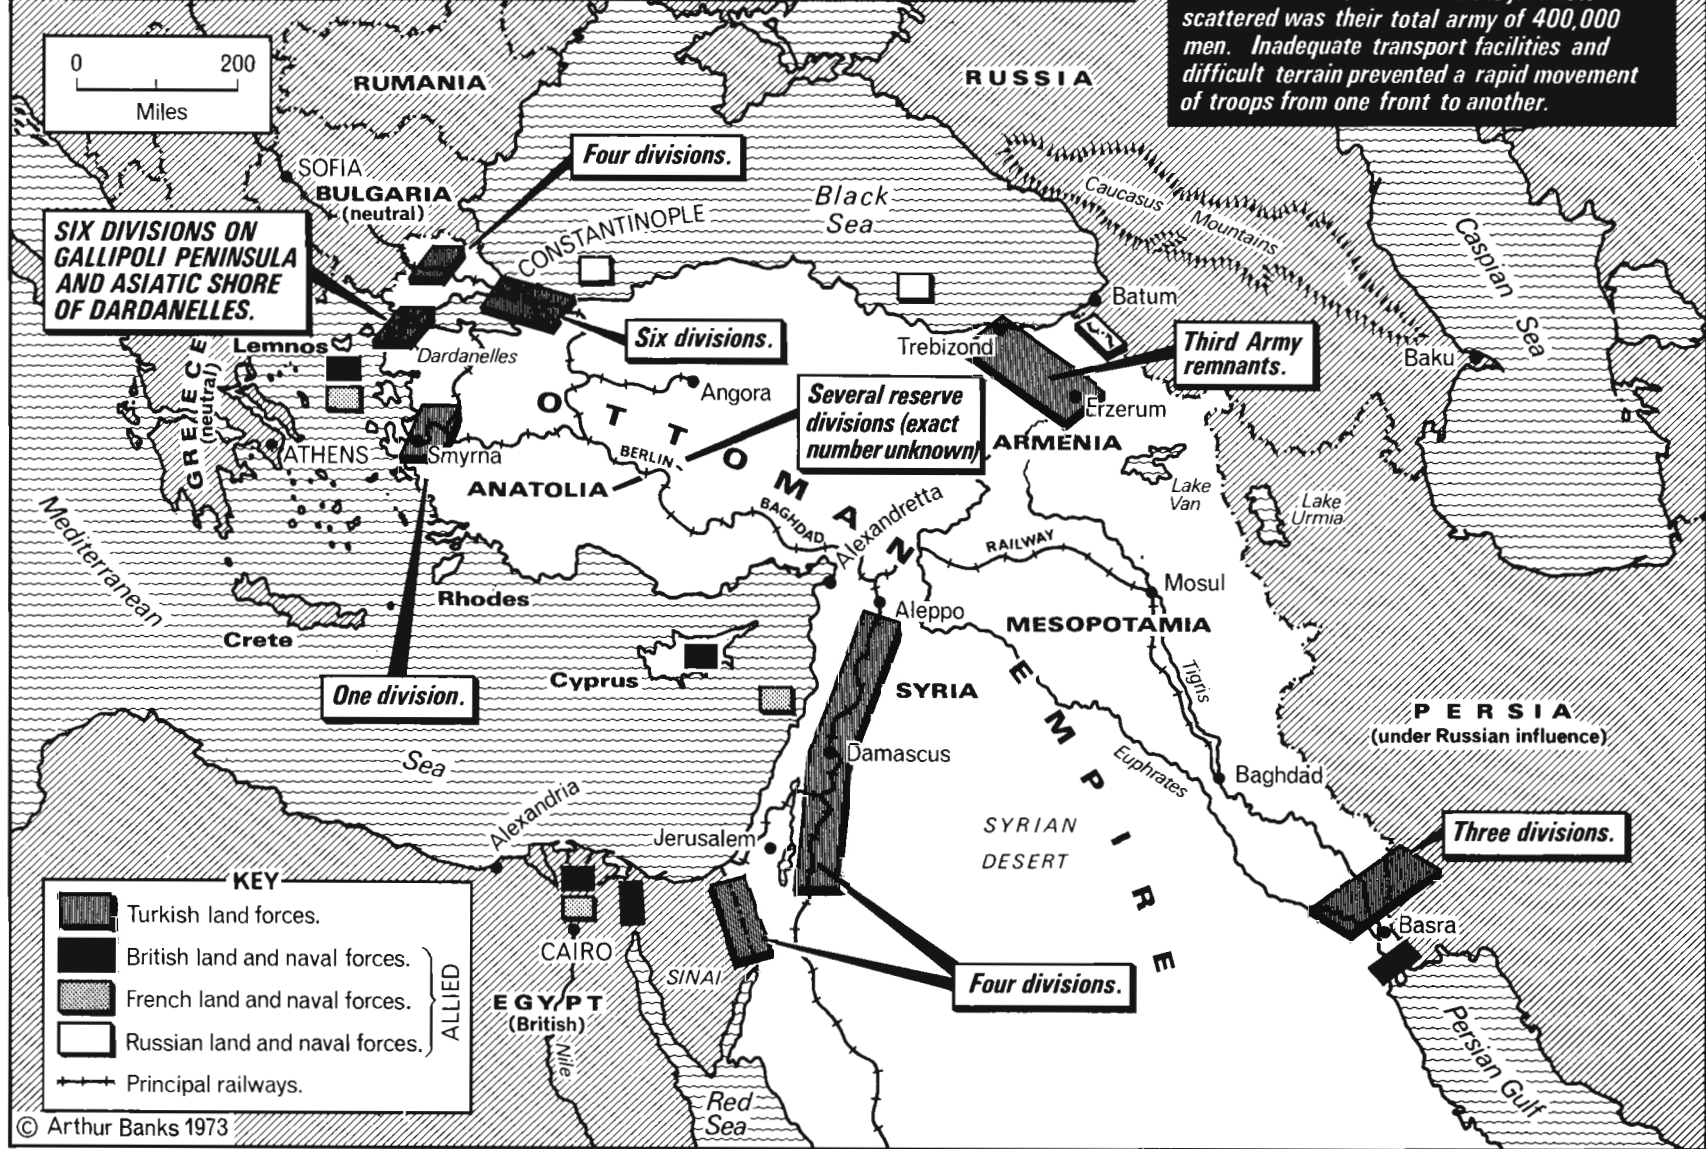 scattered was their total army of 400,000
men. Inadequate transport facilities and
difficult terrain prevented a rapid movement
of troops from one front to another.
0 200
Miles
RUMANIA
RUSSIA
SOFIA
BULGARIA
(neutral)
Four divisions.
Black
Sea
Caucasus
Mountains
Caspian
Sea
CONSTANTINOPLE
SIX DIVISIONS ON
GALLIPOLI PENINSULA
AND ASIATIC SHORE
OF DARDANELLES.
Six divisions.
Batum
Trebizond
Third Army
remnants.
Baku
Lemnos
Dardanelles
GREECE
(neutral)
Angora
Several reserve
divisions (exact
number unknown)
Erzerum
ARMENIA
ATHENS
Smyrna
OTTOMAN
BERLIN-
BAGHDAD
RAILWAY
ANATOLIA
Alexandretta
Lake
Van
Lake
Urmia
Mediterranean
Sea
Rhodes
Crete
Mosul
Aleppo
MESOPOTAMIA
Cyprus
One division.
SYRIA
EMPIRE
Tigris
PERSIA
(under Russian influence)
Damascus
Euphrates
Baghdad
Alexandria
Jerusalem
SYRIAN
DESERT
Three divisions.
Basra
CAIRO
SINAI
Four divisions.
EGYPT
(British)
Nile
Red
Sea
Persian Gulf
KEY
Turkish land forces.
British land and naval forces.
French land and naval forces.
Russian land and naval forces.
ALLIED
Principal railways.
© Arthur Banks 1973